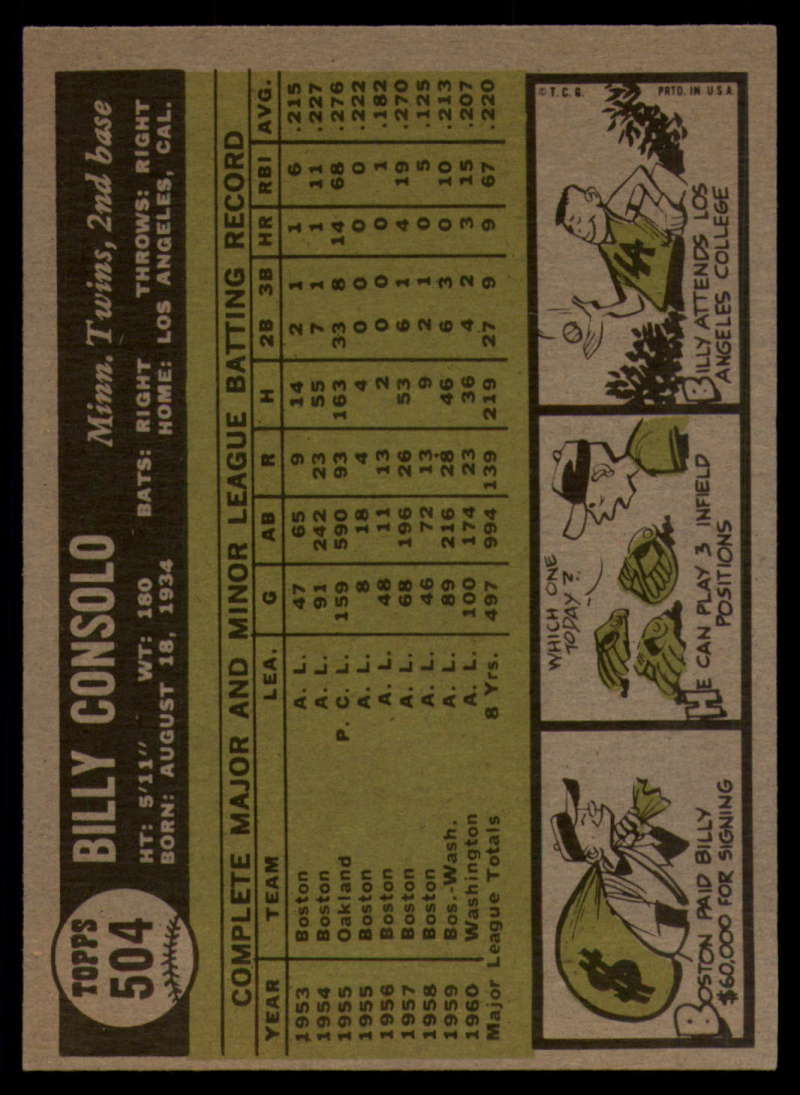 TOPPS
504
BILLY CONSOLO
Minn. Twins, 2nd base
HT: 5'11" WT: 180 BATS: RIGHT THROWS: RIGHT
BORN: AUGUST 18, 1934 HOME: LOS ANGELES, CAL.
COMPLETE MAJOR AND MINOR LEAGUE BATTING RECORD
YEAR TEAM LEA. G AB R H 2B 3B HR RBI AVG.
1953 Boston A. L. 47 65 9 14 2 1 1 6 .215
1954 Boston A. L. 91 242 23 55 7 1 1 11 .227
1955 Oakland P. C. L. 159 590 93 163 33 8 14 68 .276
1955 Boston A. L. 8 18 4 4 0 0 0 0 .222
1956 Boston A. L. 48 11 13 2 0 0 0 1 .182
1957 Boston A. L. 68 196 26 53 6 1 4 19 .270
1958 Boston A. L. 46 72 13 9 2 1 0 5 .125
1959 Bos.-Wash. A. L. 89 216 28 46 6 3 0 10 .213
1960 Washington A. L. 100 174 23 36 4 2 3 15 .207
Major League Totals 8 Yrs. 497 994 139 219 27 9 9 67 .220
$
BOSTON PAID BILLY
$60,000 FOR SIGNING
WHICH ONE
TODAY?
HE CAN PLAY 3 INFIELD
POSITIONS
© T. C. G. PRTD. IN U.S.A.
LA
BILLY ATTENDS LOS
ANGELES COLLEGE